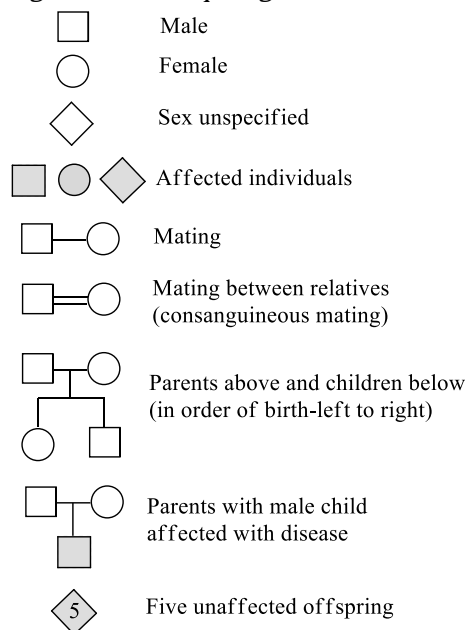 Male
Female
Sex unspecified
Affected individuals
Mating
Mating between relatives
(consanguineous mating)
Parents above and children below
(in order of birth-left to right)
Parents with male child
affected with disease
5 Five unaffected offspring